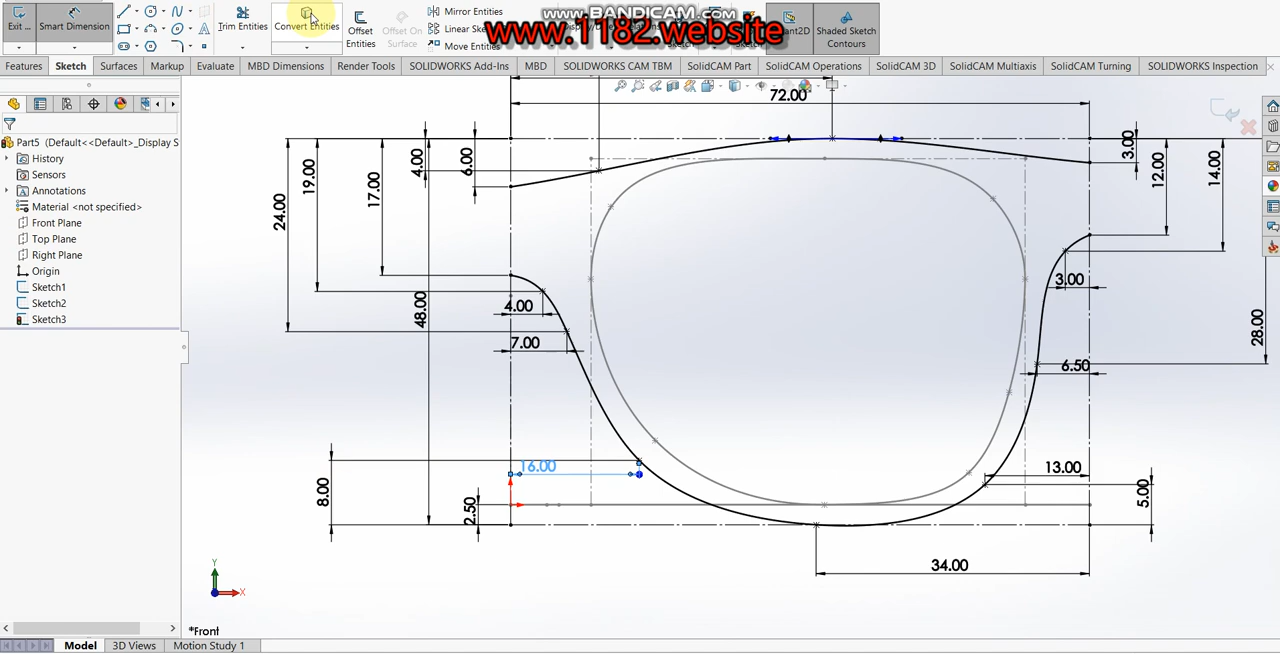 www.BANDICAM.com
www.1182.website
Exit ...
Smart Dimension
Trim Entities
Convert Entities
Offset Entities
Offset On Surface
Mirror Entities
Linear Sk
Move Entities
Shaded Sketch Contours
Features
Sketch
Surfaces
Markup
Evaluate
MBD Dimensions
Render Tools
SOLIDWORKS Add-Ins
MBD
SOLIDWORKS CAM TBM
SolidCAM Part
SolidCAM Operations
SolidCAM 3D
SolidCAM Multiaxis
SolidCAM Turning
SOLIDWORKS Inspection
Part5 (Default<<Default>_Display S
History
Sensors
Annotations
Material <not specified>
Front Plane
Top Plane
Right Plane
Origin
Sketch1
Sketch2
Sketch3
72.00
4.00
6.00
19.00
17.00
24.00
48.00
4.00
7.00
16.00
8.00
2.50
3.00
12.00
14.00
3.00
28.00
6.50
13.00
5.00
34.00
Y
X
*Front
Model
3D Views
Motion Study 1